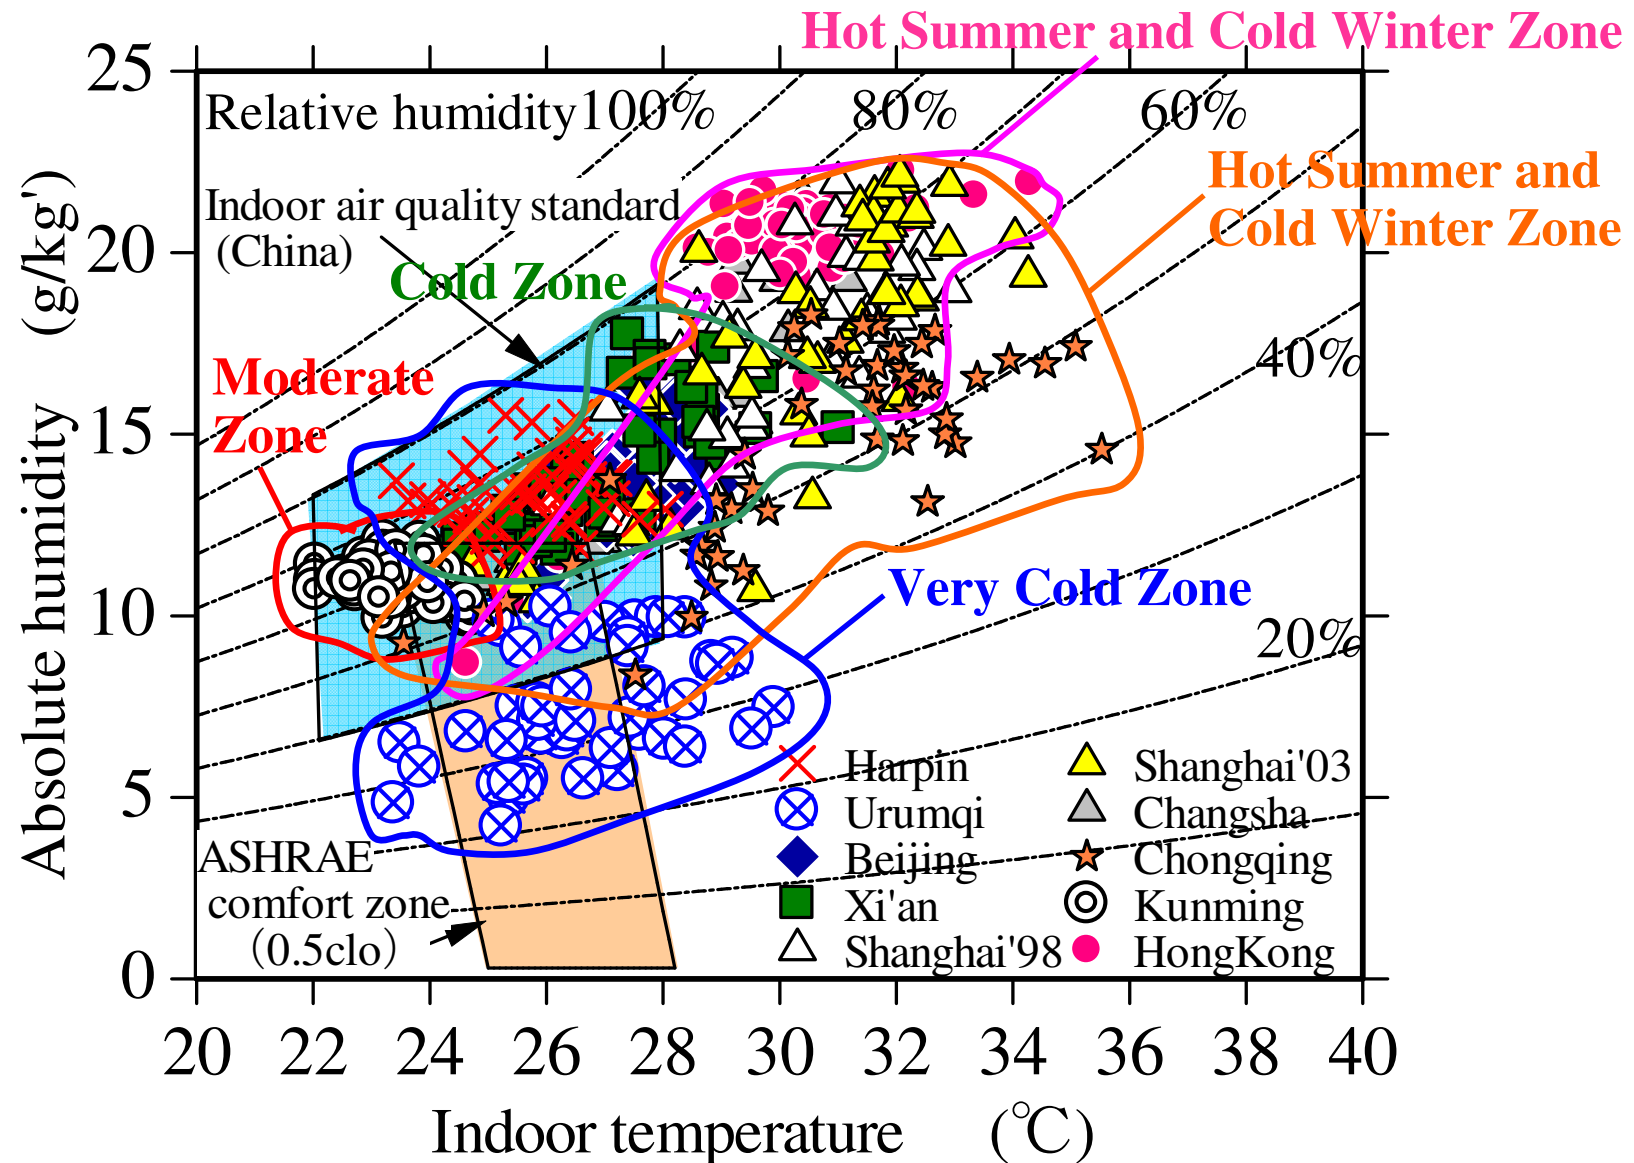 Hot Summer and Cold Winter Zone
25
Relative humidity 100% 80% 60%
Hot Summer and
Cold Winter Zone
Indoor air quality standard
(China)
20
Cold Zone
40%
Moderate
Zone
15
Very Cold Zone
10
20%
5
Harpin
Urumqi
Beijing
Xi'an
Shanghai'98
Shanghai'03
Changsha
Chongqing
Kunming
HongKong
ASHRAE
comfort zone
(0.5clo)
0
20 22 24 26 28 30 32 34 36 38 40
Indoor temperature (℃)
Absolute humidity (g/kg')